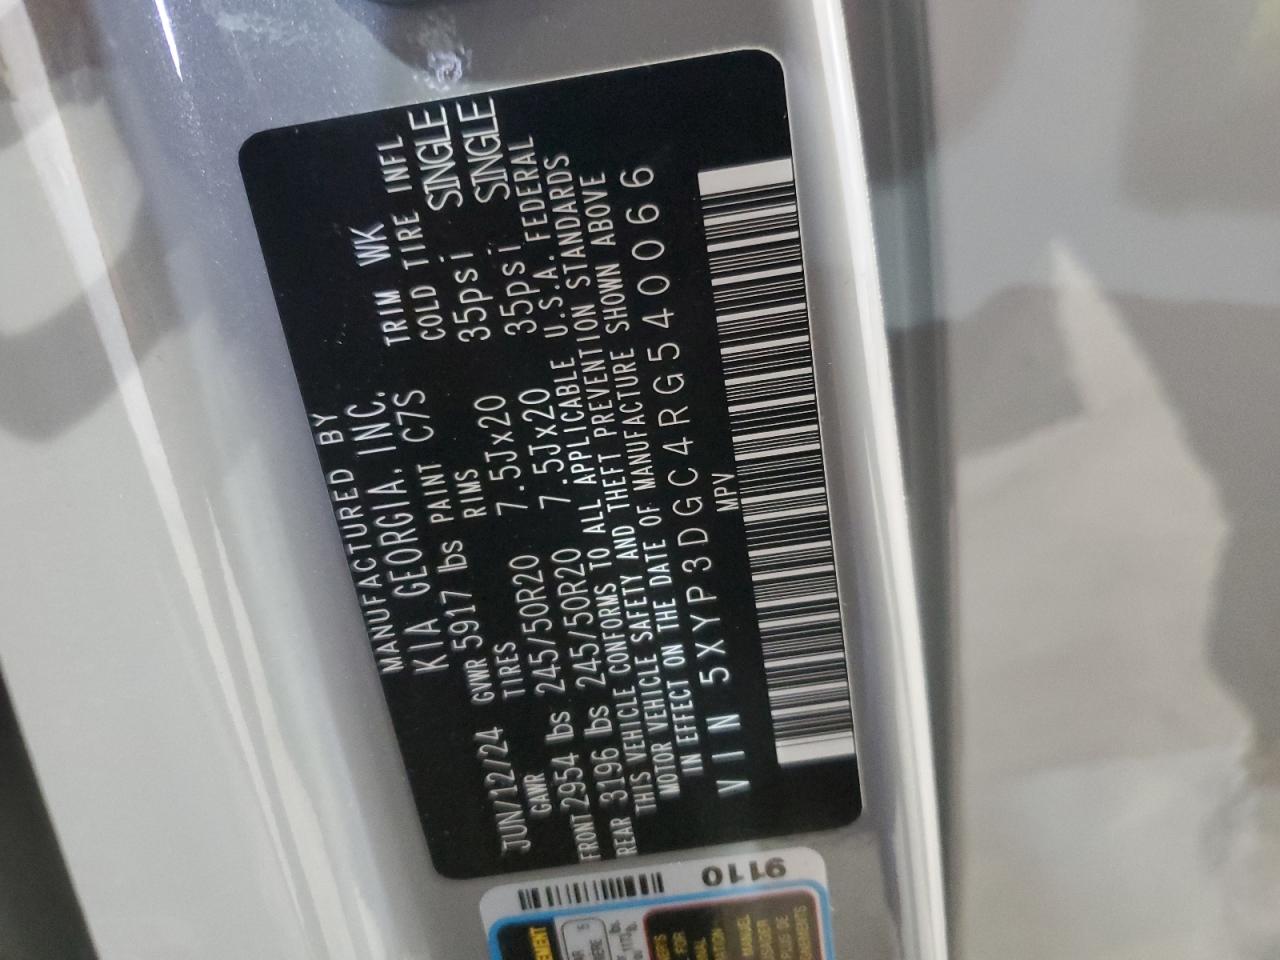 MANUFACTURED BY
KIA GEORGIA, INC.
JUN/12/24 GVWR 5917 lbs PAINT C7S TRIM WK
GAWR TIRES RIMS COLD TIRE INFL
FRONT 2954 lbs 245/50R20 7.5Jx20 35psi SINGLE
REAR 3196 lbs 245/50R20 7.5Jx20 35psi SINGLE
THIS VEHICLE CONFORMS TO ALL APPLICABLE U.S.A. FEDERAL
MOTOR VEHICLE SAFETY AND THEFT PREVENTION STANDARDS
IN EFFECT ON THE DATE OF MANUFACTURE SHOWN ABOVE
VIN 5XYP3DGC4RG540066
MPV
9110
MANUEL